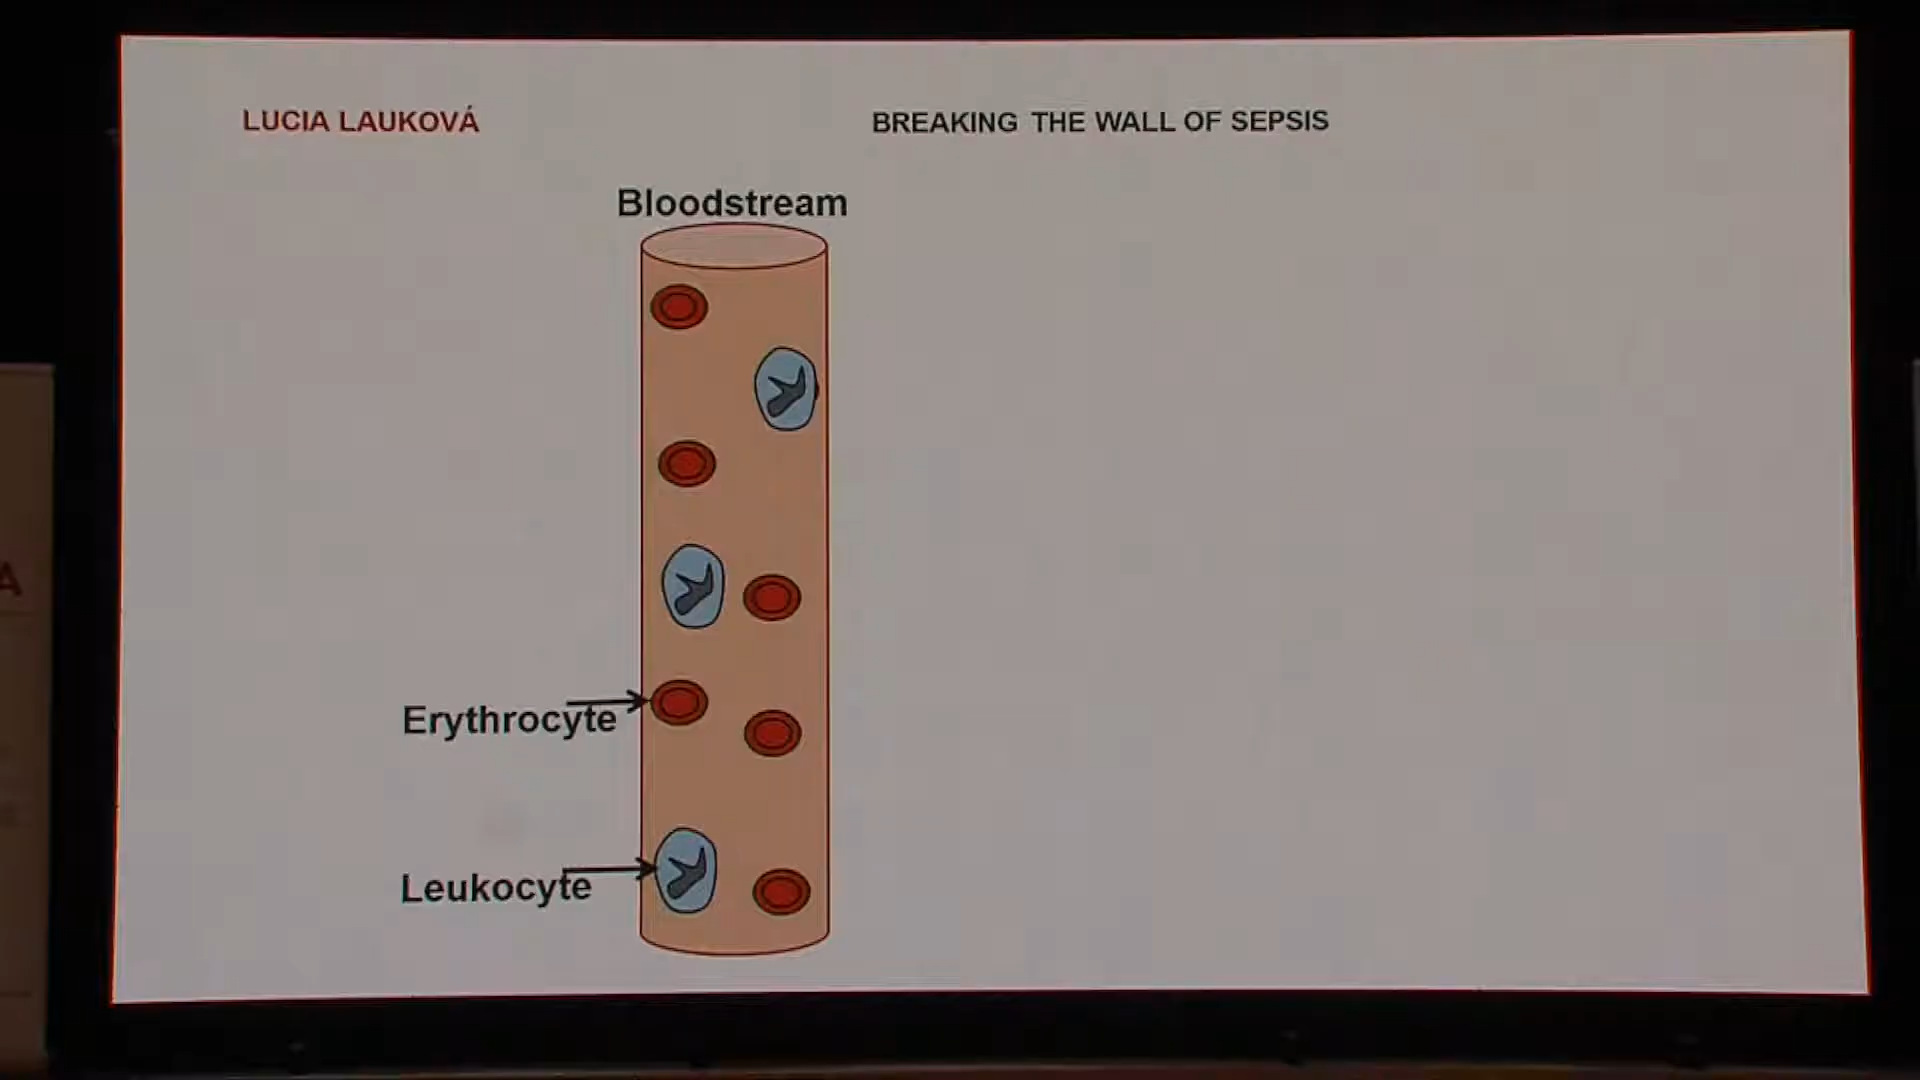 LUCIA LAUKOVÁ
BREAKING THE WALL OF SEPSIS
Bloodstream
Erythrocyte
Leukocyte
A